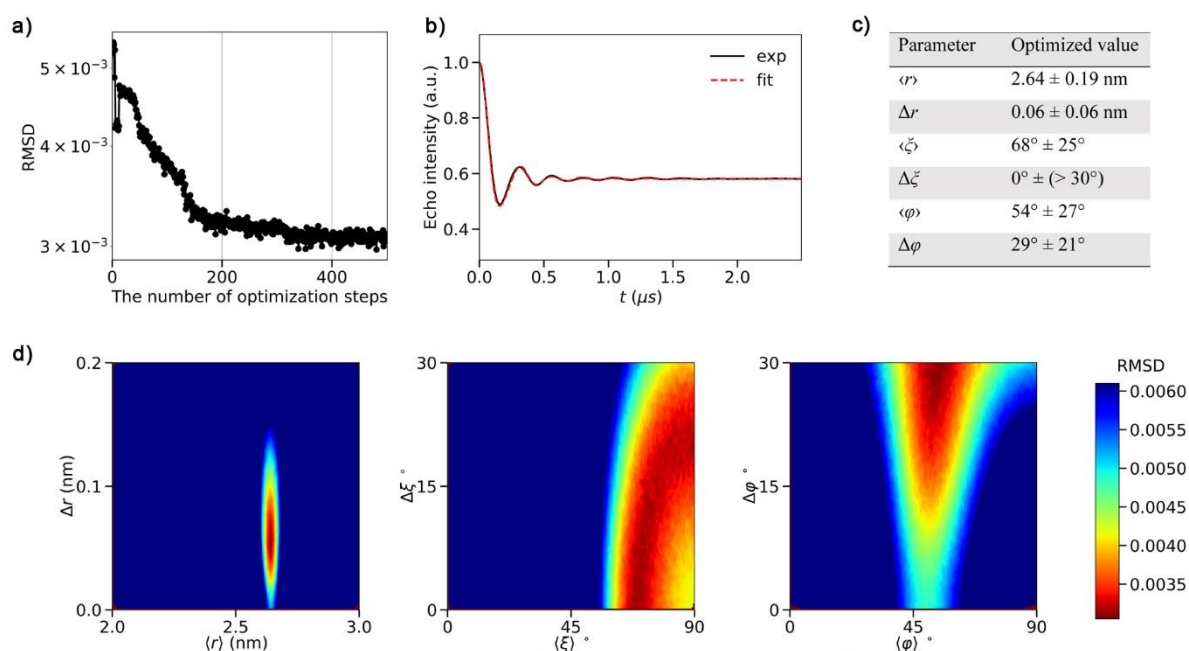 a)
5 × 10⁻³
4 × 10⁻³
3 × 10⁻³
RMSD
0
200
400
The number of optimization steps
b)
1.0
0.8
0.6
0.4
Echo intensity (a.u.)
exp
fit
0.0
0.5
1.0
1.5
2.0
t (μs)
c)
Parameter Optimized value
‹r› 2.64 ± 0.19 nm
Δr 0.06 ± 0.06 nm
‹ξ› 68° ± 25°
Δξ 0° ± (> 30°)
‹φ› 54° ± 27°
Δφ 29° ± 21°
d)
0.2
0.1
0.0
Δr (nm)
2.0
2.5
3.0
⟨r⟩ (nm)
30
15
0
Δξ °
0
45
90
⟨ξ⟩ °
30
15
0
Δφ °
0
45
90
⟨φ⟩ °
RMSD
0.0060
0.0055
0.0050
0.0045
0.0040
0.0035